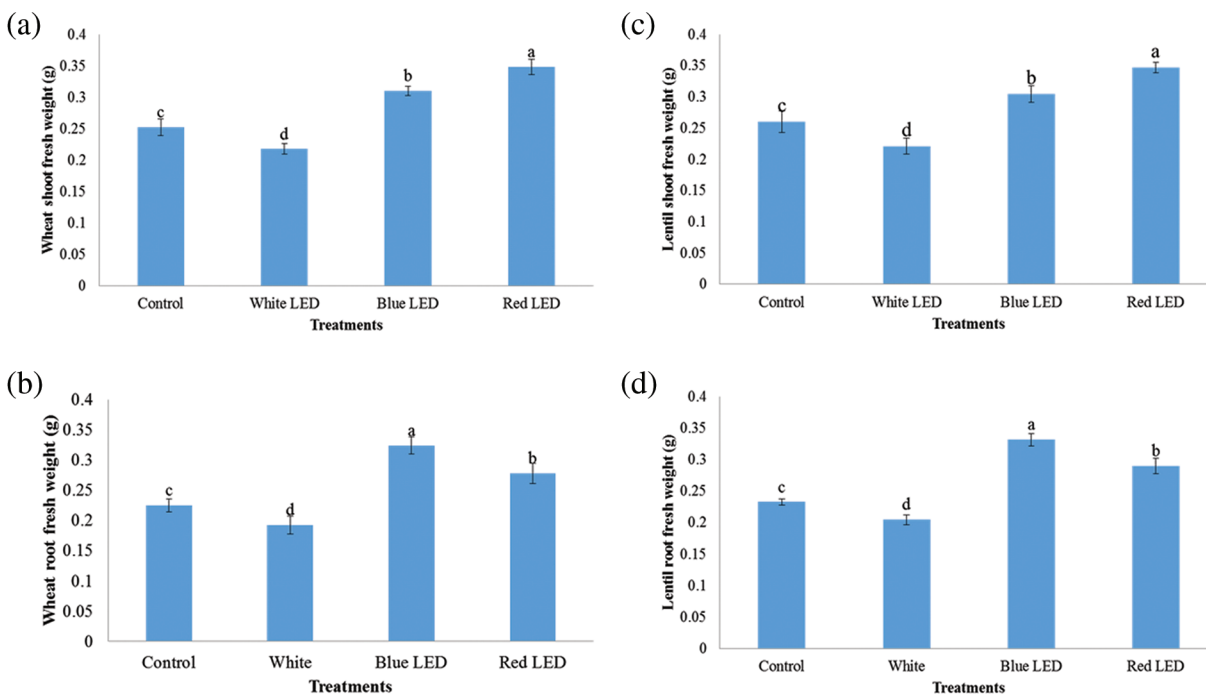 (a)
Wheat shoot fresh weight (g)
0.4
0.35
0.3
0.25
0.2
0.15
0.1
0.05
0
c
d
b
a
Control White LED Blue LED Red LED
Treatments
(c)
Lentil shoot fresh weight (g)
0.4
0.35
0.3
0.25
0.2
0.15
0.1
0.05
0
c
d
b
a
Control White LED Blue LED Red LED
Treatments
(b)
Wheat root fresh weight (g)
0.4
0.35
0.3
0.25
0.2
0.15
0.1
0.05
0
c
d
a
b
Control White Blue LED Red LED
Treatments
(d)
Lentil root fresh weight (g)
0.4
0.35
0.3
0.25
0.2
0.15
0.1
0.05
0
c
d
a
b
Control White Blue LED Red LED
Treatments